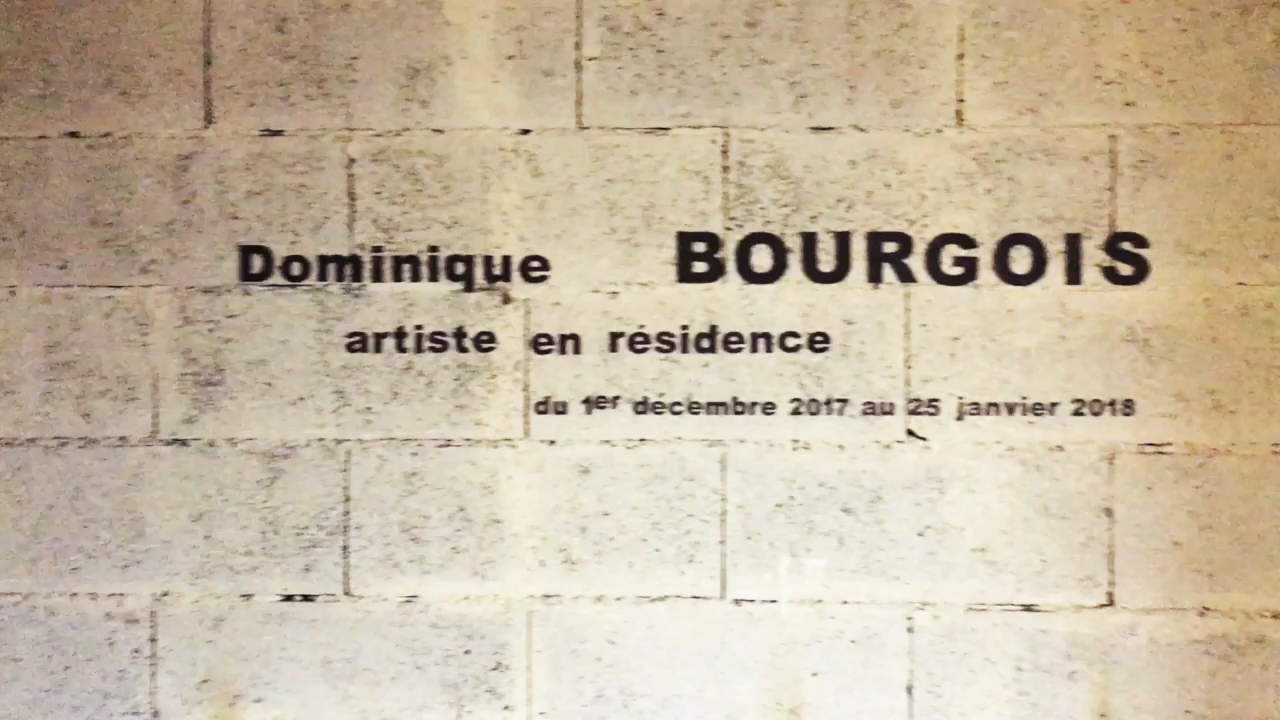 Dominique BOURGOIS
artiste en résidence
du 1er décembre 2017 au 25 janvier 2018